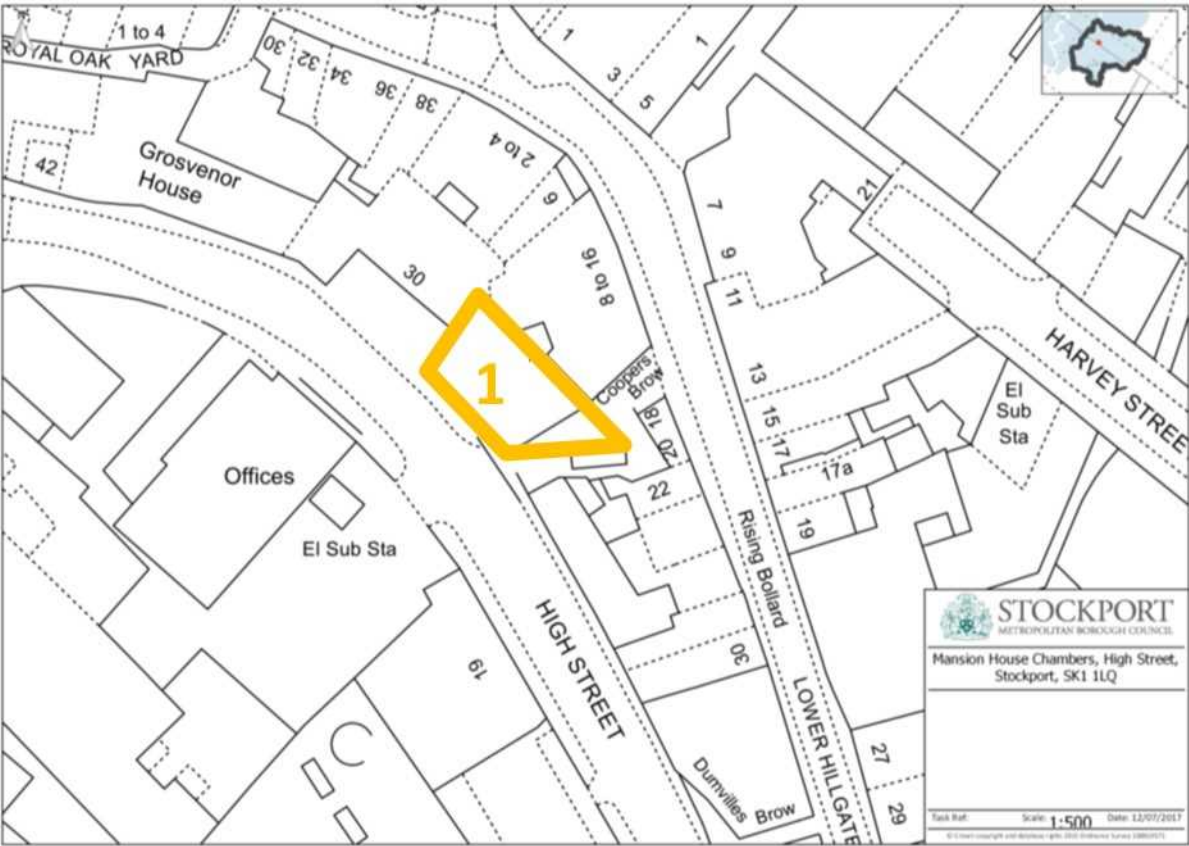 1 to 4
ROYAL OAK YARD
30
32
34
36
38
2 to 4
6
8 to 16
42
Grosvenor
House
30
1
Coopers
Brow
18
20
22
30
1
3
5
1
7
9
11
13
15
17
17a
19
21
HARVEY STREET
El
Sub
Sta
Offices
El Sub Sta
19
HIGH STREET
Rising Bollard
LOWER HILLGATE
Dumvilles
Brow
27
29
STOCKPORT
METROPOLITAN BOROUGH COUNCIL
Mansion House Chambers, High Street,
Stockport, SK1 1LQ
Task Ref:
Scale: 1:500
Date: 12/07/2017